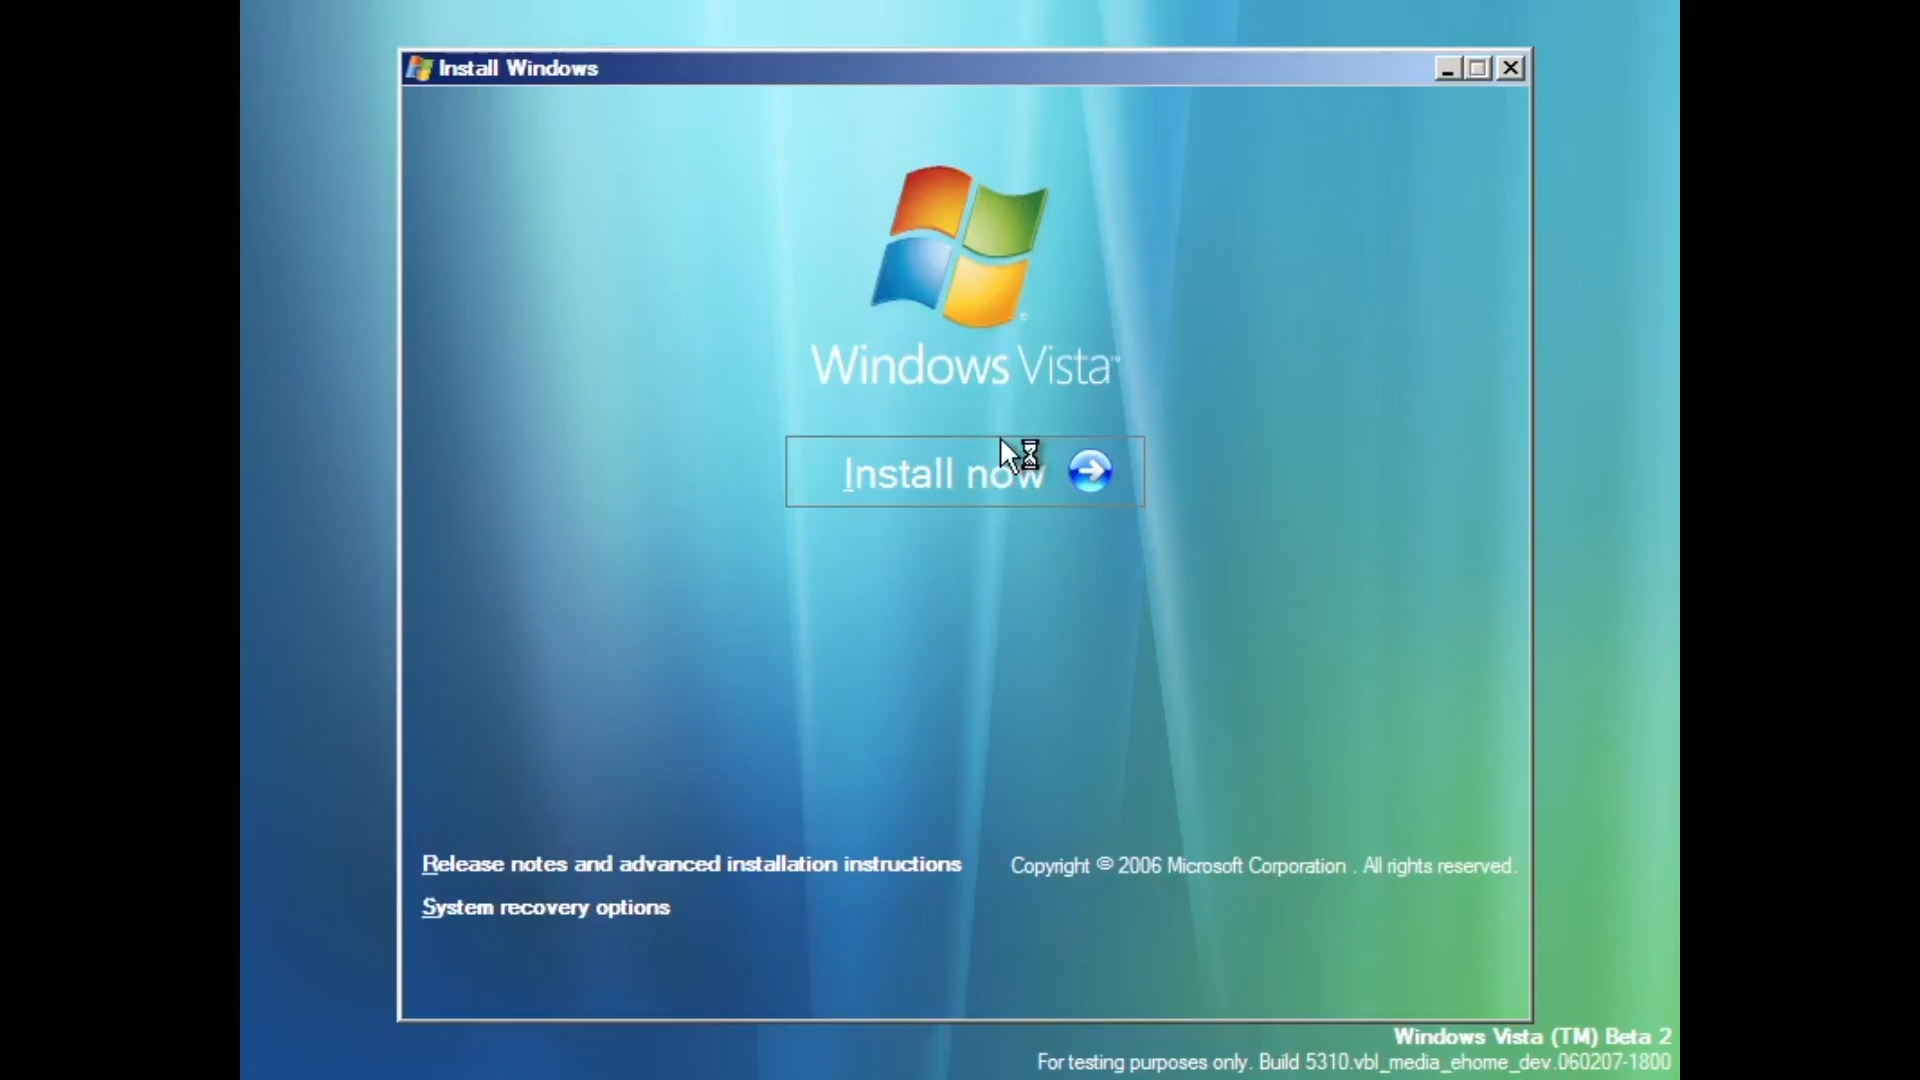 Install Windows
Windows Vista™
Install now
Release notes and advanced installation instructions
Copyright © 2006 Microsoft Corporation . All rights reserved.
System recovery options
Windows Vista (TM) Beta 2
For testing purposes only. Build 5310.vbl_media_ehome_dev.060207-1800